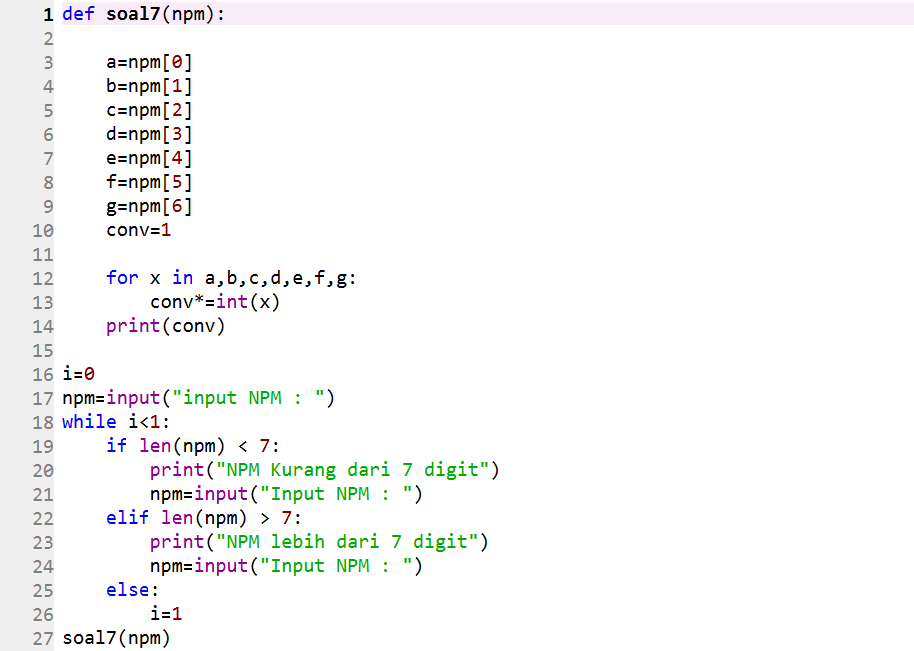 1 def soal7(npm):
2
3     a=npm[0]
4     b=npm[1]
5     c=npm[2]
6     d=npm[3]
7     e=npm[4]
8     f=npm[5]
9     g=npm[6]
10     conv=1
11
12     for x in a,b,c,d,e,f,g:
13         conv*=int(x)
14     print(conv)
15
16 i=0
17 npm=input("input NPM : ")
18 while i<1:
19     if len(npm) < 7:
20         print("NPM Kurang dari 7 digit")
21         npm=input("Input NPM : ")
22     elif len(npm) > 7:
23         print("NPM lebih dari 7 digit")
24         npm=input("Input NPM : ")
25     else:
26         i=1
27 soal7(npm)